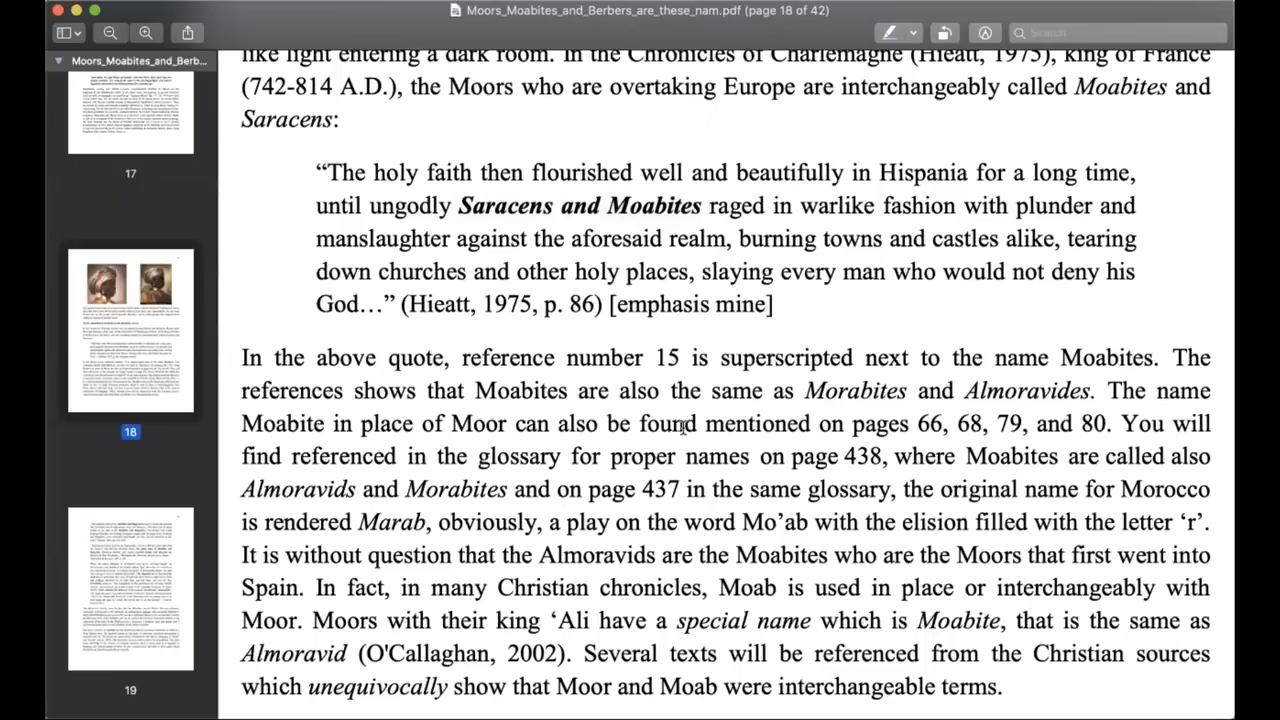 Moors_Moabites_and_Berbers_are_these_nam.pdf (page 18 of 42)
Search
Moors_Moabites_and_Berb...
17
18
19
like light entering a dark room. In the Chronicles of Charlemagne (Hieatt, 1975), king of France
(742-814 A.D.), the Moors who are overtaking Europe are interchangeably called Moabites and
Saracens:
“The holy faith then flourished well and beautifully in Hispania for a long time,
until ungodly Saracens and Moabites raged in warlike fashion with plunder and
manslaughter against the aforesaid realm, burning towns and castles alike, tearing
down churches and other holy places, slaying every man who would not deny his
God…” (Hieatt, 1975, p. 86) [emphasis mine]
In the above quote, reference number 15 is superscripted next to the name Moabites. The
references shows that Moabites are also the same as Morabites and Almoravides. The name
Moabite in place of Moor can also be found mentioned on pages 66, 68, 79, and 80. You will
find referenced in the glossary for proper names on page 438, where Moabites are called also
Almoravids and Morabites and on page 437 in the same glossary, the original name for Morocco
is rendered Marab, obviously a play on the word Mo’ab with the elision filled with the letter ‘r’.
It is without doubt that the Almoravids are the Moabites who are the Moors that first went into
Spain. In fact, in many Christian chronicles, Moab is used in place of or interchangeably with
Moor. Moors with their king ‘Ali have a special name which is Moabite, that is the same as
Almoravid (O'Callaghan, 2002). Several texts will be referenced from the Christian sources
which unequivocally show that Moor and Moab were interchangeable terms.